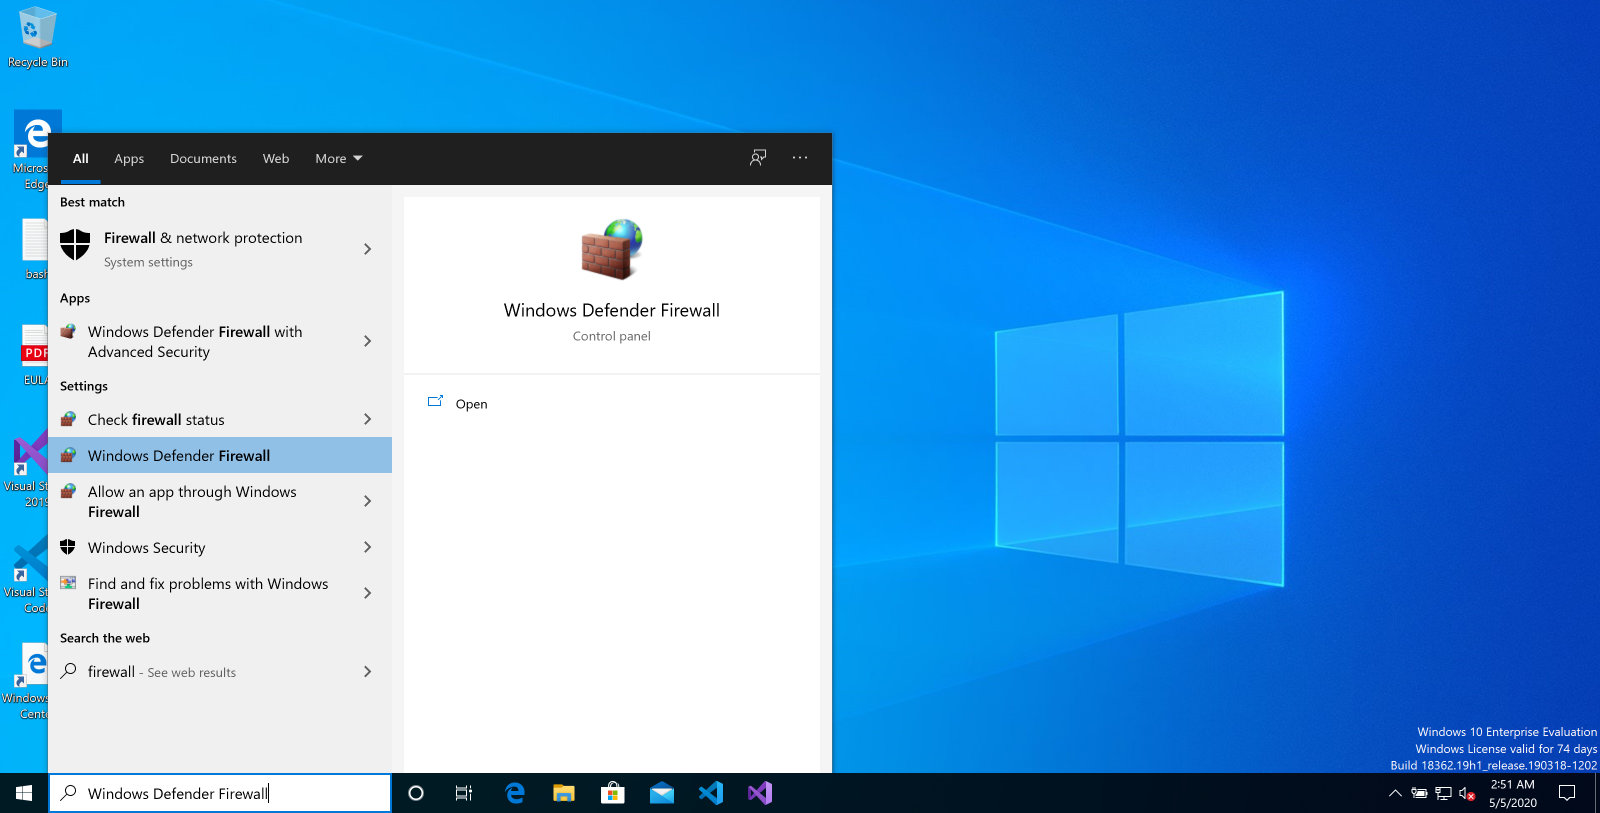 Recycle Bin
Micros
Edge
bash
PDF
EULA
Visual St
2019
Visual St
Code
Windows
Cente
All Apps Documents Web More
Best match
Firewall & network protection
System settings
Apps
Windows Defender Firewall with
Advanced Security
Settings
Check firewall status
Windows Defender Firewall
Allow an app through Windows
Firewall
Windows Security
Find and fix problems with Windows
Firewall
Search the web
firewall - See web results
Windows Defender Firewall
Control panel
Open
Windows 10 Enterprise Evaluation
Windows License valid for 74 days
Build 18362.19h1_release.190318-1202
Windows Defender Firewall
2:51 AM
5/5/2020